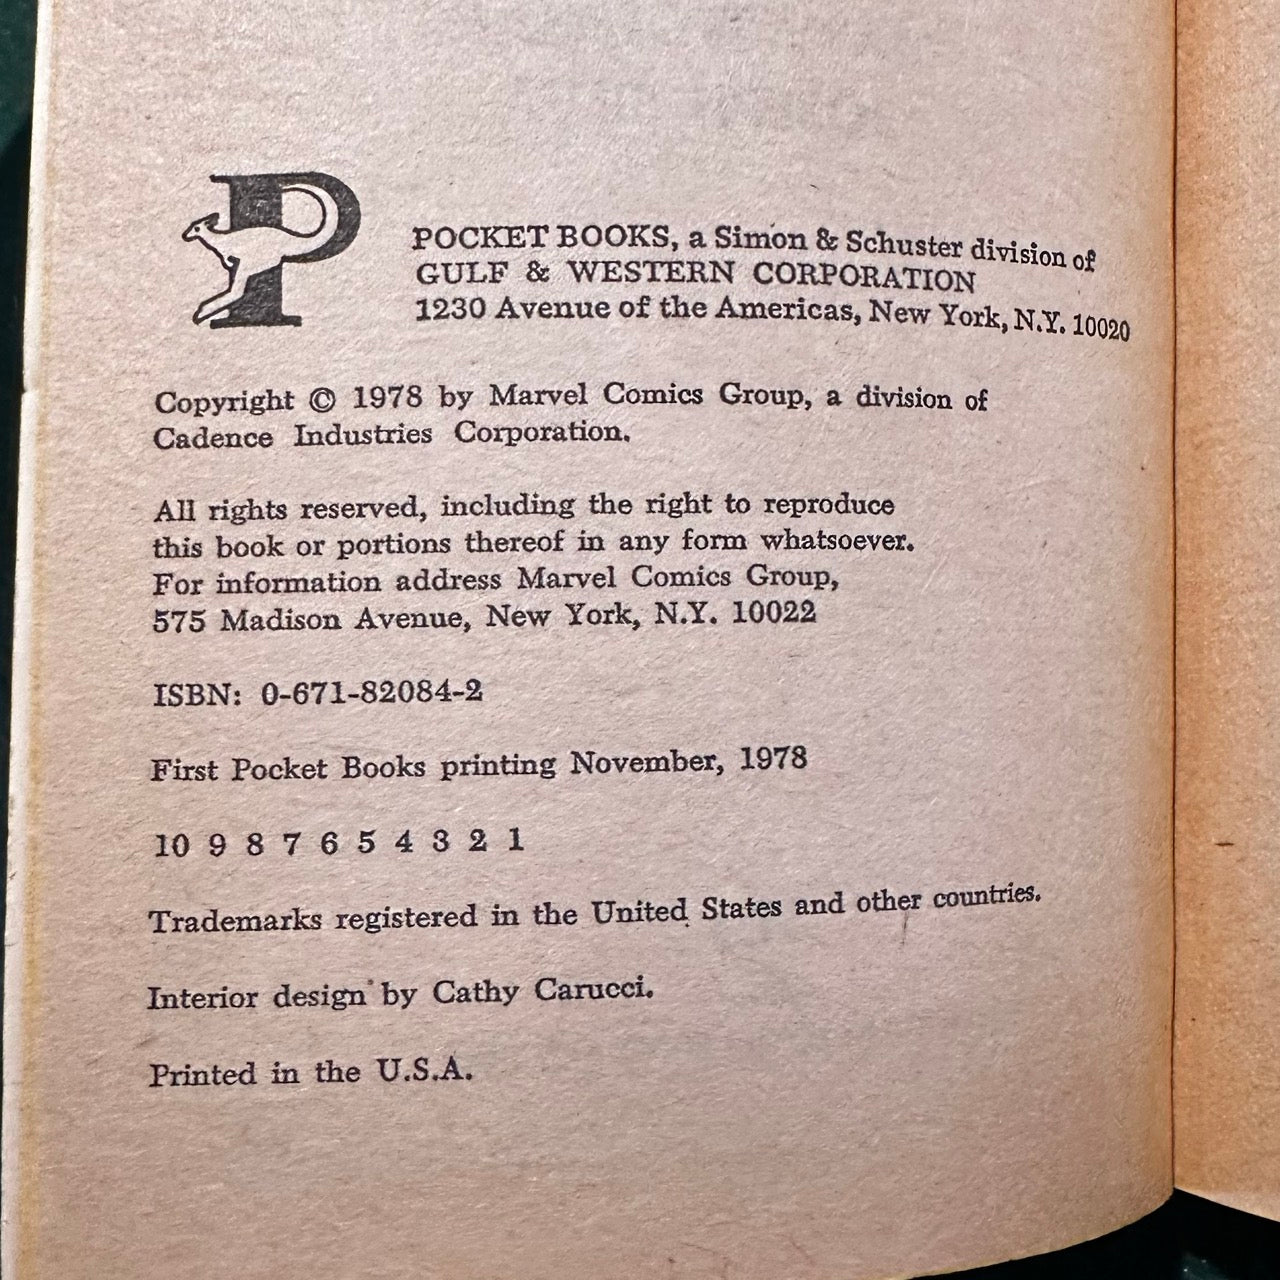 P
POCKET BOOKS, a Simon & Schuster division of
GULF & WESTERN CORPORATION
1230 Avenue of the Americas, New York, N.Y. 10020
Copyright © 1978 by Marvel Comics Group, a division of
Cadence Industries Corporation.
All rights reserved, including the right to reproduce
this book or portions thereof in any form whatsoever.
For information address Marvel Comics Group,
575 Madison Avenue, New York, N.Y. 10022
ISBN: 0-671-82084-2
First Pocket Books printing November, 1978
10 9 8 7 6 5 4 3 2 1
Trademarks registered in the United States and other countries.
Interior design by Cathy Carucci.
Printed in the U.S.A.